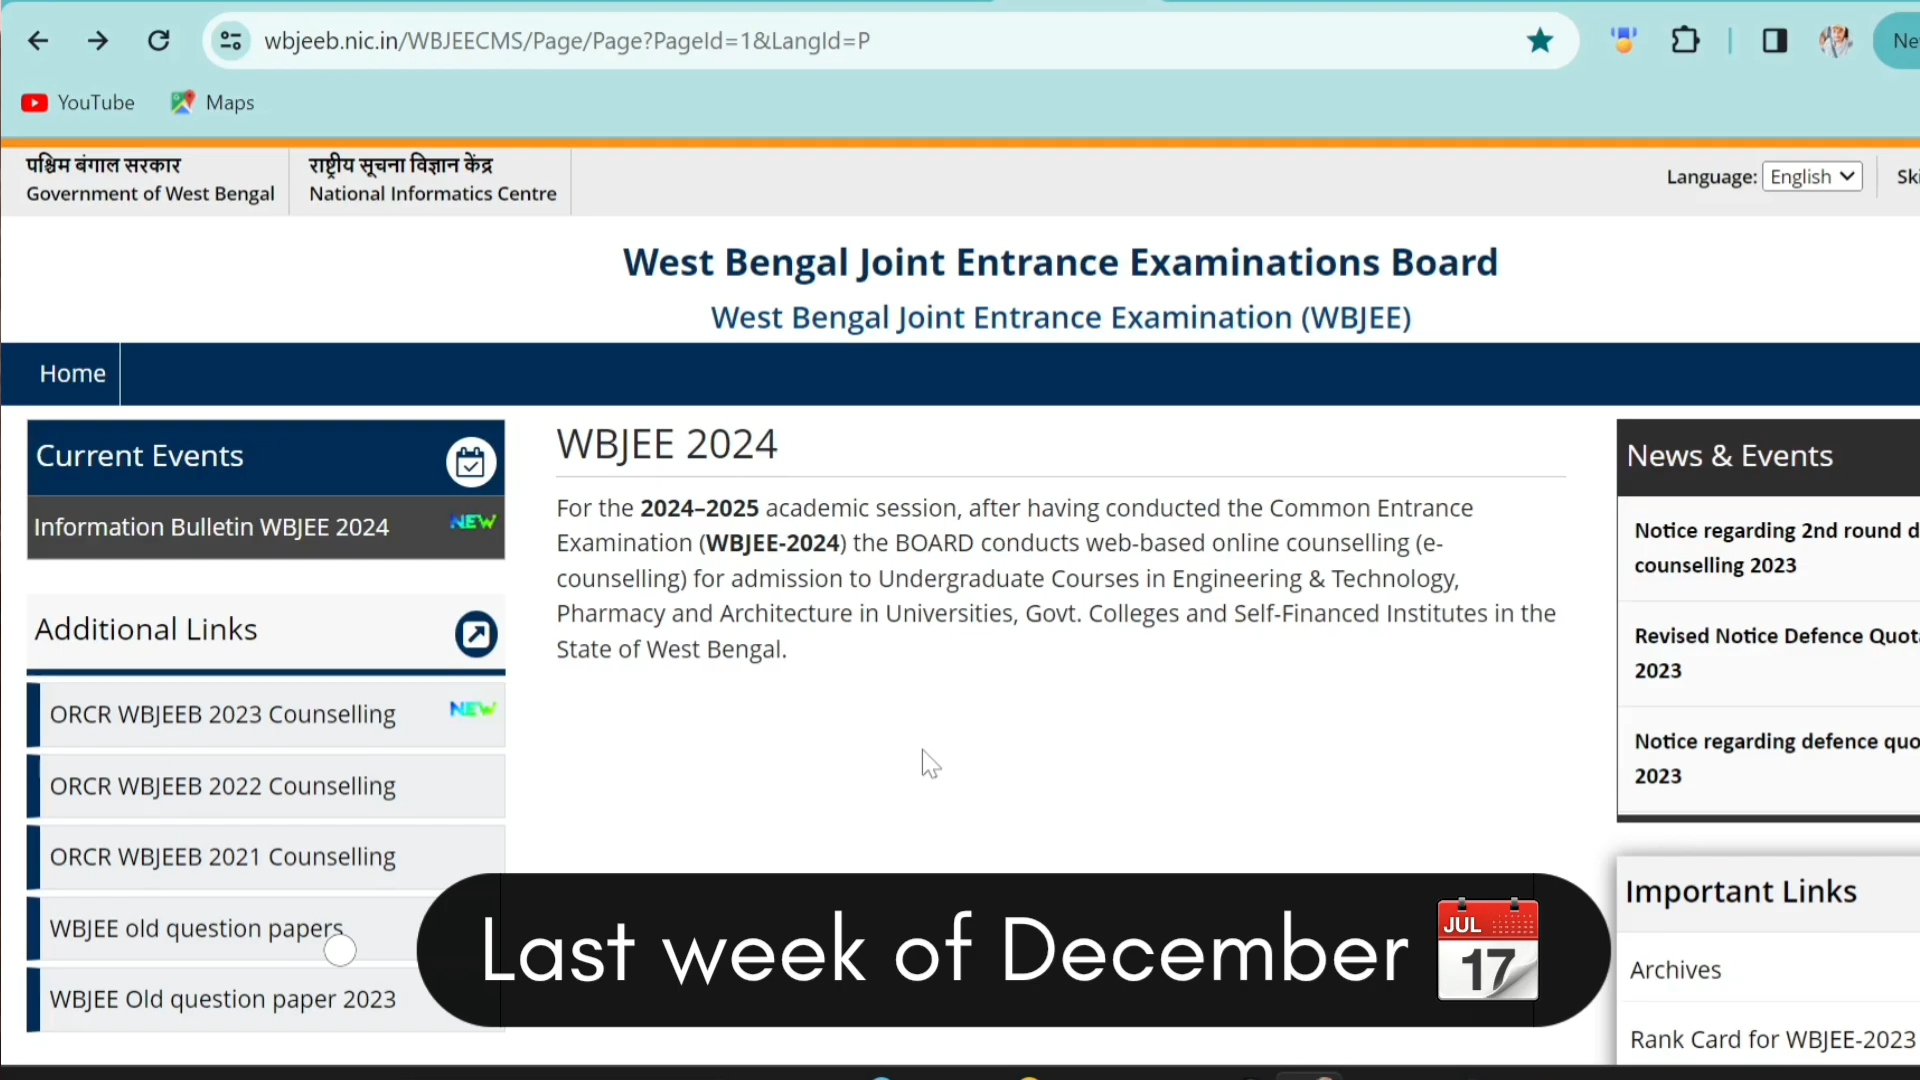 wbjeeb.nic.in/WBJEECMS/Page/Page?PageId=1&LangId=P
YouTube
Maps
पश्चिम बंगाल सरकार
Government of West Bengal
राष्ट्रीय सूचना विज्ञान केंद्र
National Informatics Centre
Language: English
West Bengal Joint Entrance Examinations Board
West Bengal Joint Entrance Examination (WBJEE)
Home
Current Events
Information Bulletin WBJEE 2024 NEW
Additional Links
ORCR WBJEEB 2023 Counselling NEW
ORCR WBJEEB 2022 Counselling
ORCR WBJEEB 2021 Counselling
WBJEE old question papers
WBJEE Old question paper 2023
WBJEE 2024
For the 2024–2025 academic session, after having conducted the Common Entrance
Examination (WBJEE-2024) the BOARD conducts web-based online counselling (e-
counselling) for admission to Undergraduate Courses in Engineering & Technology,
Pharmacy and Architecture in Universities, Govt. Colleges and Self-Financed Institutes in the
State of West Bengal.
News & Events
Notice regarding 2nd round
counselling 2023
Revised Notice Defence
2023
Notice regarding defence
2023
Important Links
Archives
Rank Card for WBJEE-2023
Last week of December
JUL
17